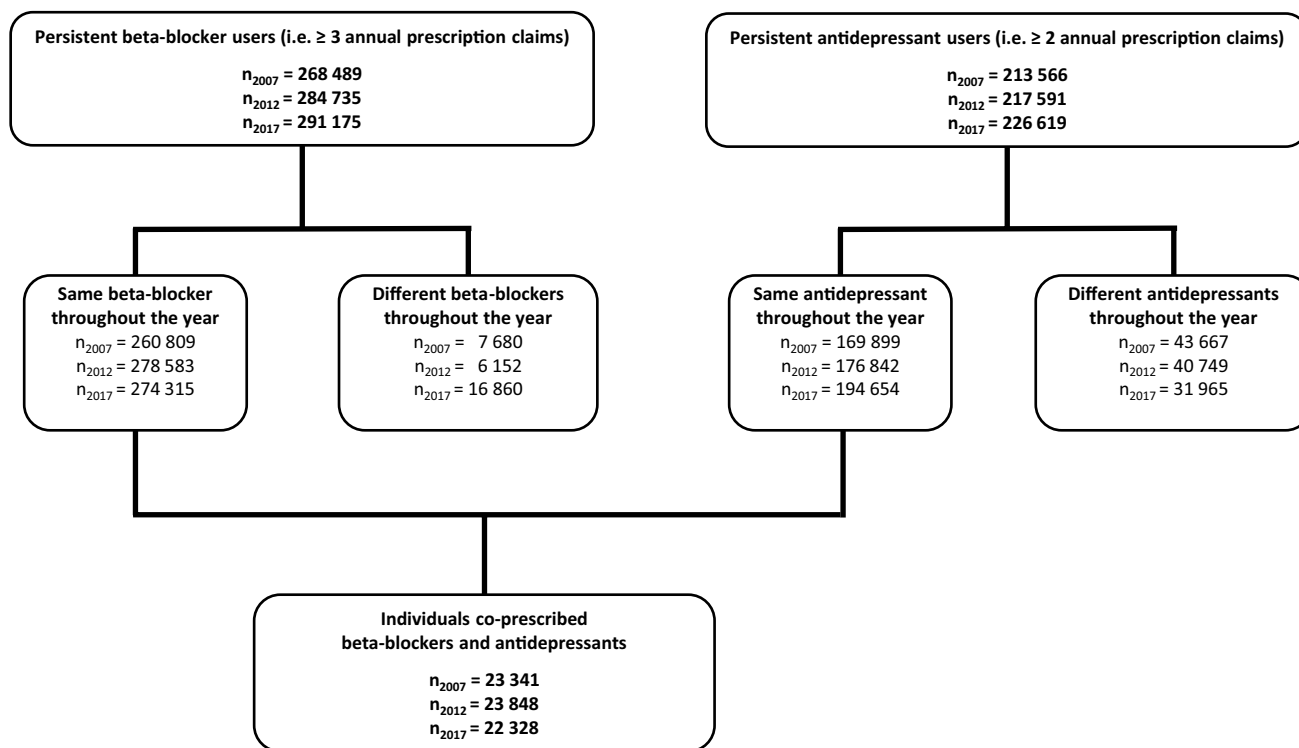 Persistent beta-blocker users (i.e. ≥ 3 annual prescription claims)
n2007 = 268 489
n2012 = 284 735
n2017 = 291 175
Persistent antidepressant users (i.e. ≥ 2 annual prescription claims)
n2007 = 213 566
n2012 = 217 591
n2017 = 226 619
Same beta-blocker
throughout the year
n2007 = 260 809
n2012 = 278 583
n2017 = 274 315
Different beta-blockers
throughout the year
n2007 = 7 680
n2012 = 6 152
n2017 = 16 860
Same antidepressant
throughout the year
n2007 = 169 899
n2012 = 176 842
n2017 = 194 654
Different antidepressants
throughout the year
n2007 = 43 667
n2012 = 40 749
n2017 = 31 965
Individuals co-prescribed
beta-blockers and antidepressants
n2007 = 23 341
n2012 = 23 848
n2017 = 22 328